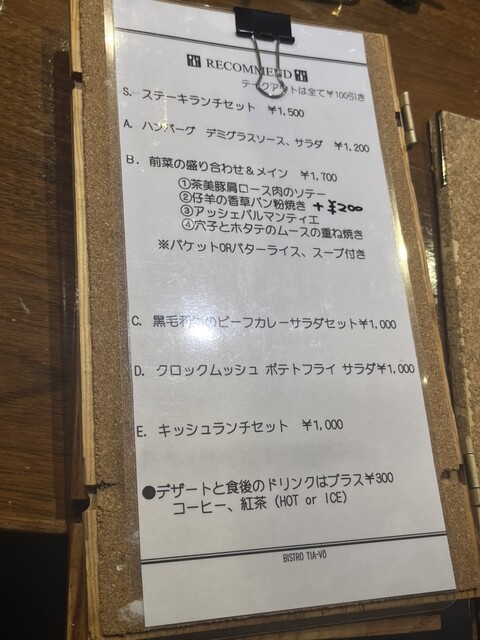 RECOMMEND
テークアウトは全て¥100引き
S. ステーキランチセット ¥1,500
A. ハンバーグ デミグラスソース、サラダ ¥1,200
B. 前菜の盛り合わせ＆メイン ¥1,700
①茶美豚肩ロース肉のソテー
②仔羊の香草パン粉焼き +¥200
③アッシェパルマンティエ
④穴子とホタテのムースの重ね焼き
※バケットORバターライス、スープ付き
C. 黒毛和牛のビーフカレーサラダセット¥1,000
D. クロックムッシュ ポテトフライ サラダ¥1,000
E. キッシュランチセット ¥1,000
●デザートと食後のドリンクはプラス¥300
コーヒー、紅茶（HOT or ICE）
BISTRO TIA-VÔ